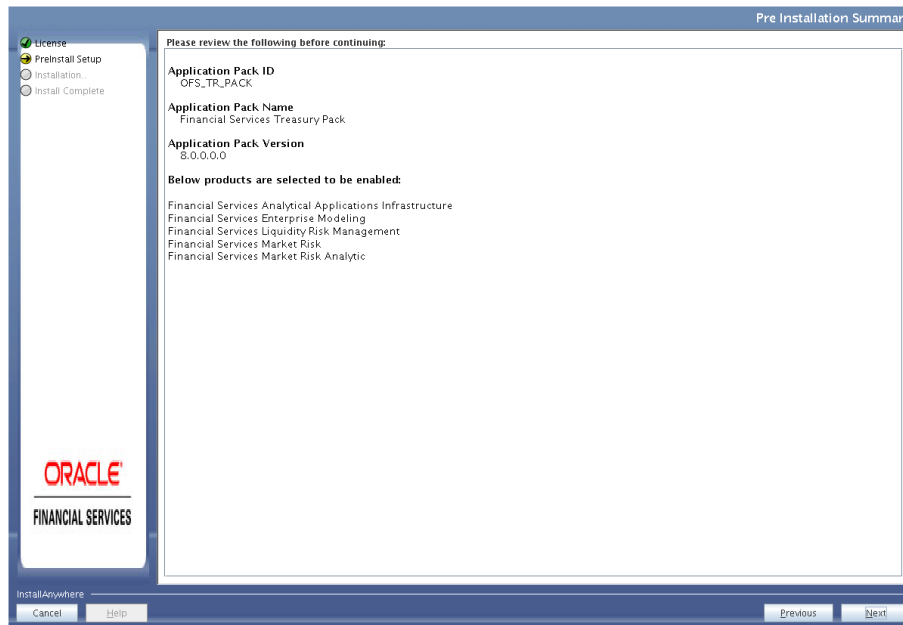 Pre Installation Summar
License
PreInstall Setup
Installation..
Install Complete
Please review the following before continuing:
Application Pack ID
OFS_TR_PACK
Application Pack Name
Financial Services Treasury Pack
Application Pack Version
8.0.0.0.0
Below products are selected to be enabled:
Financial Services Analytical Applications Infrastructure
Financial Services Enterprise Modeling
Financial Services Liquidity Risk Management
Financial Services Market Risk
Financial Services Market Risk Analytic
ORACLE'
FINANCIAL SERVICES
InstallAnywhere
Cancel
Help
Previous
Next